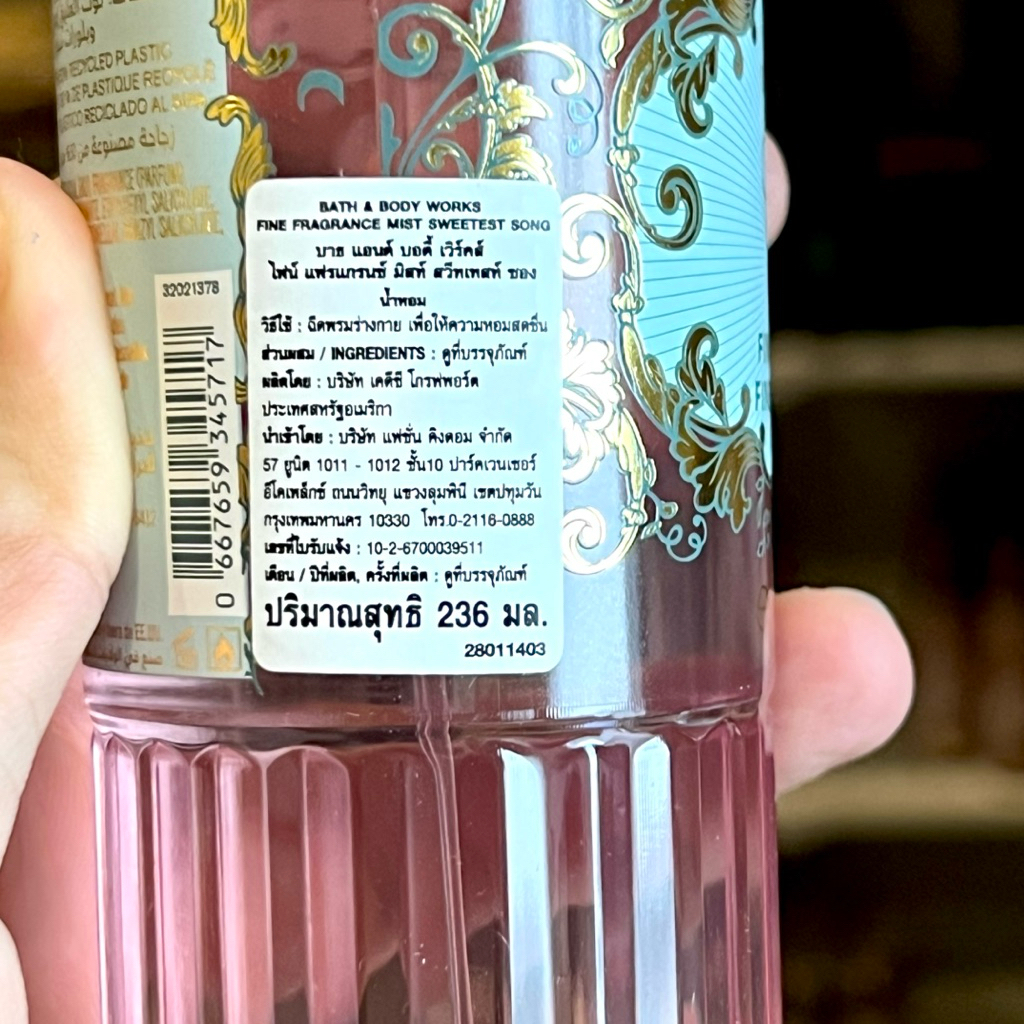 RECYCLED PLASTIC
DE PLASTIQUE RECYCLÉ
RECICLADO AL
زجاجة مصنوعة من
32021378
0 667659 345717
BATH & BODY WORKS
FINE FRAGRANCE MIST SWEETEST SONG
บาธ แอนด์ บอดี้ เวิร์คส์
ไฟน์ แฟรแกรนซ์ มิสท์ สวีทเทสท์ ซอง
น้ำหอม
วิธีใช้ : ฉีดพรมร่างกาย เพื่อให้ความหอมสดชื่น
ส่วนผสม / INGREDIENTS : ดูที่บรรจุภัณฑ์
ผลิตโดย : บริษัท เคดีซี โกรฟพอร์ต
ประเทศสหรัฐอเมริกา
นำเข้าโดย : บริษัท แฟชั่น คิงดอม จำกัด
57 ยูนิต 1011 - 1012 ชั้น10 ปาร์คเวนเชอร์
อีโคเพล็กซ์ ถนนวิทยุ แขวงลุมพินี เขตปทุมวัน
กรุงเทพมหานคร 10330 โทร.0-2116-0888
เลขที่ใบรับแจ้ง : 10-2-6700039511
เดือน / ปีที่ผลิต, ครั้งที่ผลิต : ดูที่บรรจุภัณฑ์
ปริมาณสุทธิ 236 มล.
28011403